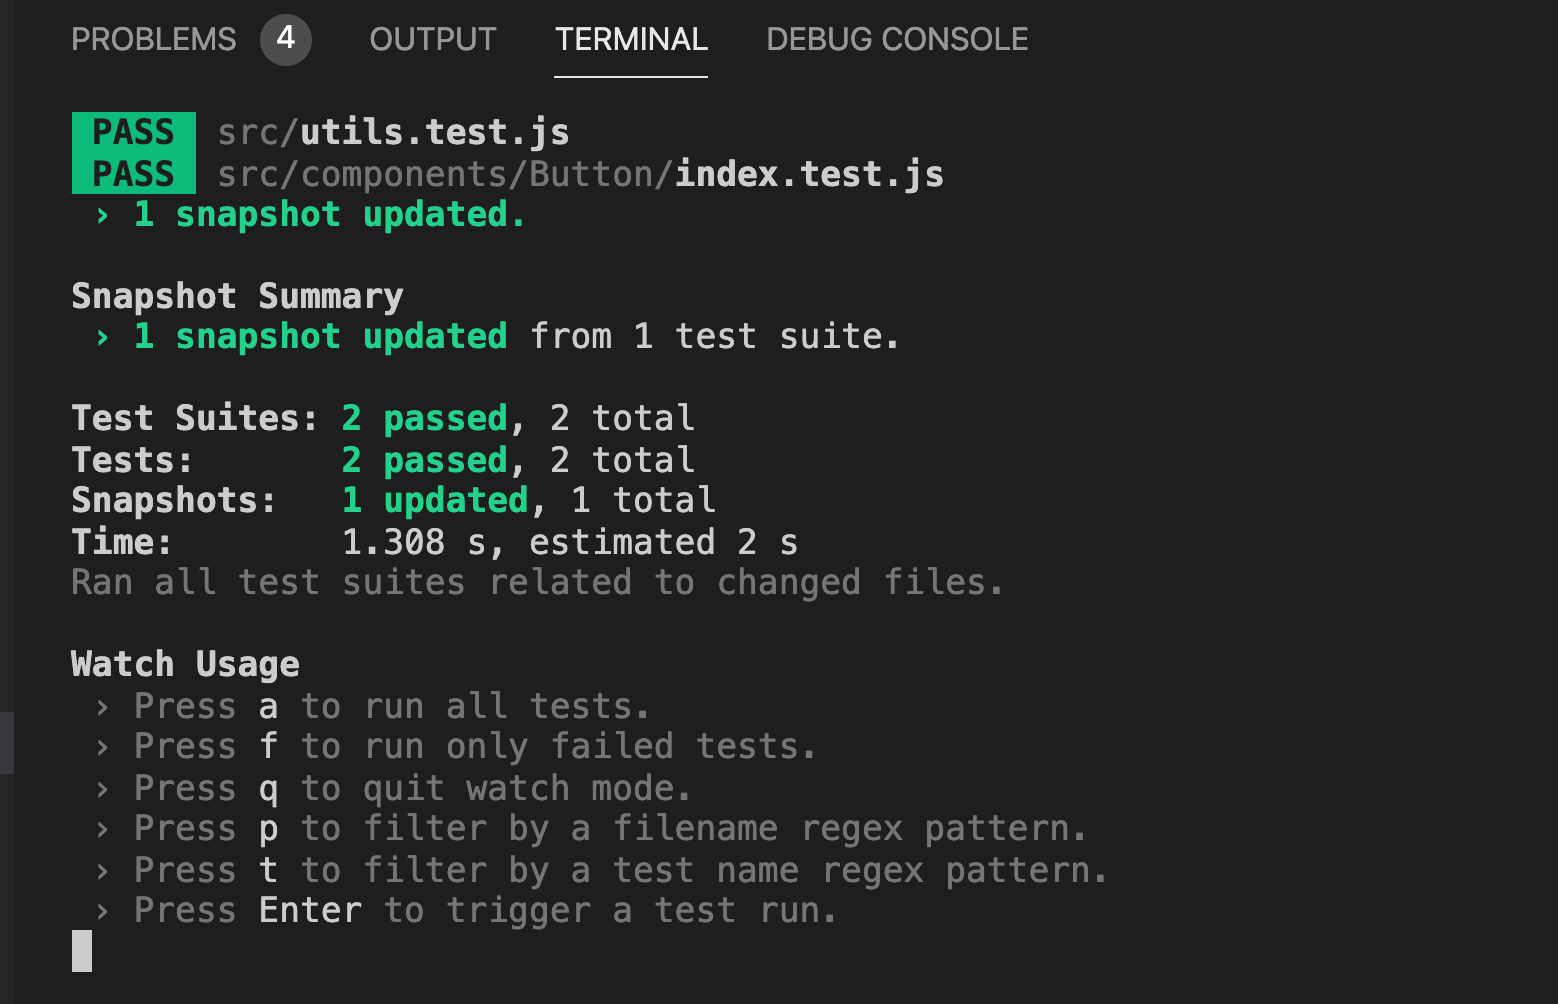 PROBLEMS 4 OUTPUT TERMINAL DEBUG CONSOLE
PASS src/utils.test.js
PASS src/components/Button/index.test.js
› 1 snapshot updated.
Snapshot Summary
› 1 snapshot updated from 1 test suite.
Test Suites: 2 passed, 2 total
Tests: 2 passed, 2 total
Snapshots: 1 updated, 1 total
Time: 1.308 s, estimated 2 s
Ran all test suites related to changed files.
Watch Usage
› Press a to run all tests.
› Press f to run only failed tests.
› Press q to quit watch mode.
› Press p to filter by a filename regex pattern.
› Press t to filter by a test name regex pattern.
› Press Enter to trigger a test run.